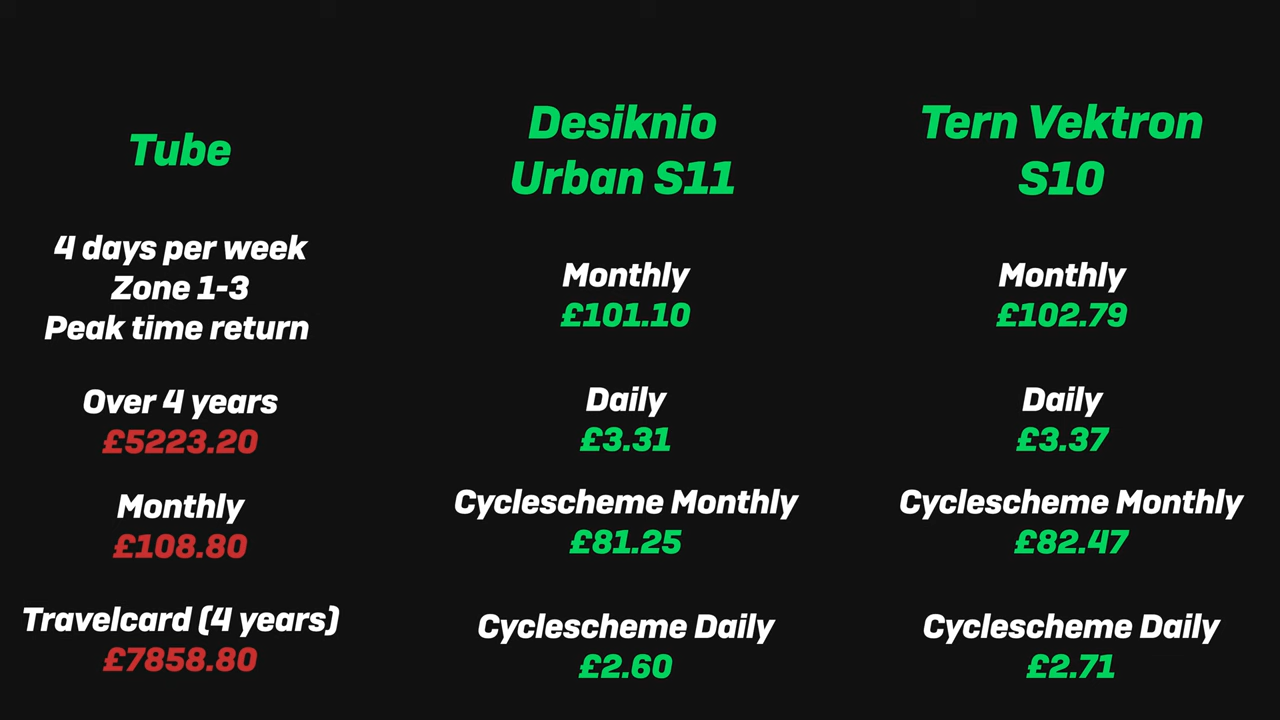 Tube
4 days per week
Zone 1-3
Peak time return
Over 4 years
£5223.20
Monthly
£108.80
Travelcard (4 years)
£7858.80
Desiknio
Urban S11
Monthly
£101.10
Daily
£3.31
Cyclescheme Monthly
£81.25
Cyclescheme Daily
£2.60
Tern Vektron
S10
Monthly
£102.79
Daily
£3.37
Cyclescheme Monthly
£82.47
Cyclescheme Daily
£2.71